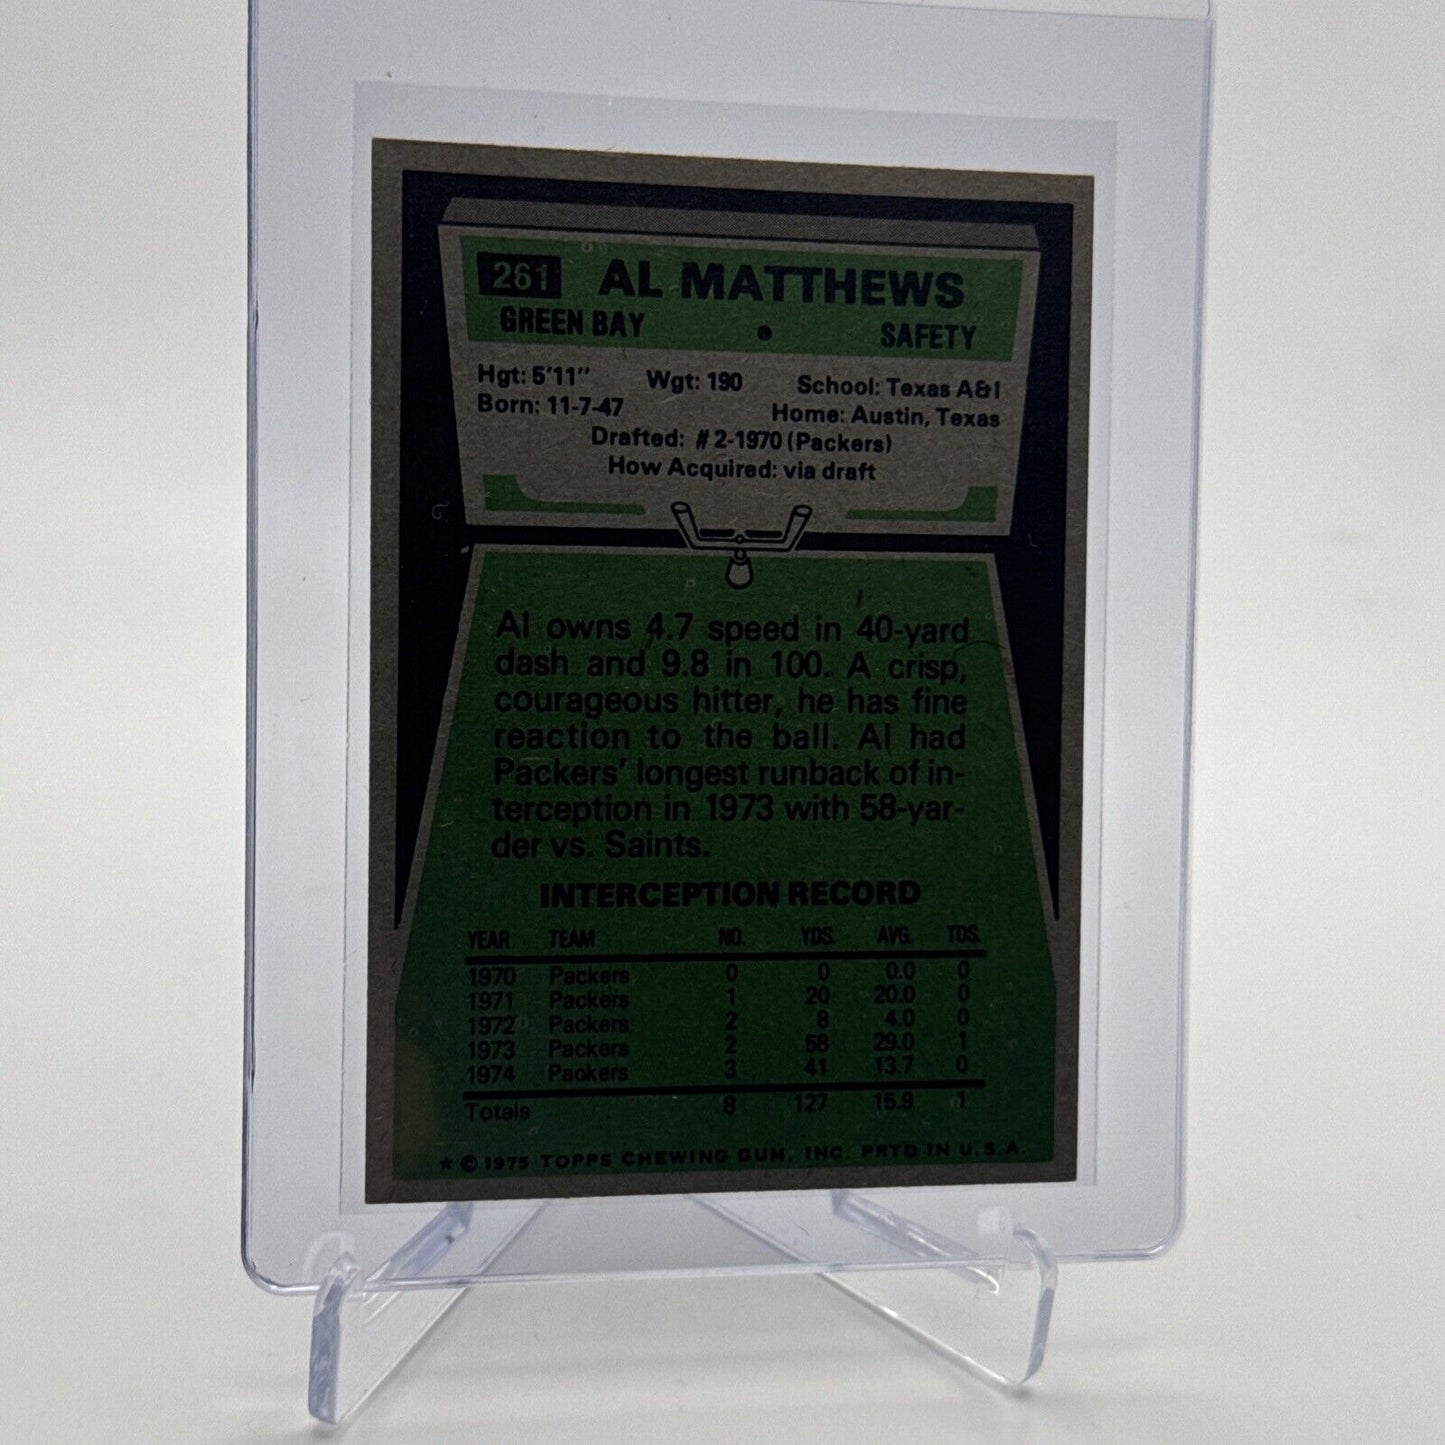 261 AL MATTHEWS
GREEN BAY • SAFETY
Hgt: 5'11" Wgt: 190 School: Texas A&I
Born: 11-7-47 Home: Austin, Texas
Drafted: #2-1970 (Packers)
How Acquired: via draft
Al owns 4.7 speed in 40-yard
dash and 9.8 in 100. A crisp,
courageous hitter, he has fine
reaction to the ball. Al had
Packers' longest runback of in-
terception in 1973 with 58-yar-
der vs. Saints.
INTERCEPTION RECORD
YEAR TEAM NO. YDS. AVG. TDS.
1970 Packers 0 0 0.0 0
1971 Packers 1 20 20.0 0
1972 Packers 2 8 4.0 0
1973 Packers 2 58 29.0 1
1974 Packers 3 41 13.7 0
Totals 8 127 15.9 1
★ © 1975 TOPPS CHEWING GUM, INC. PRTD IN U.S.A.